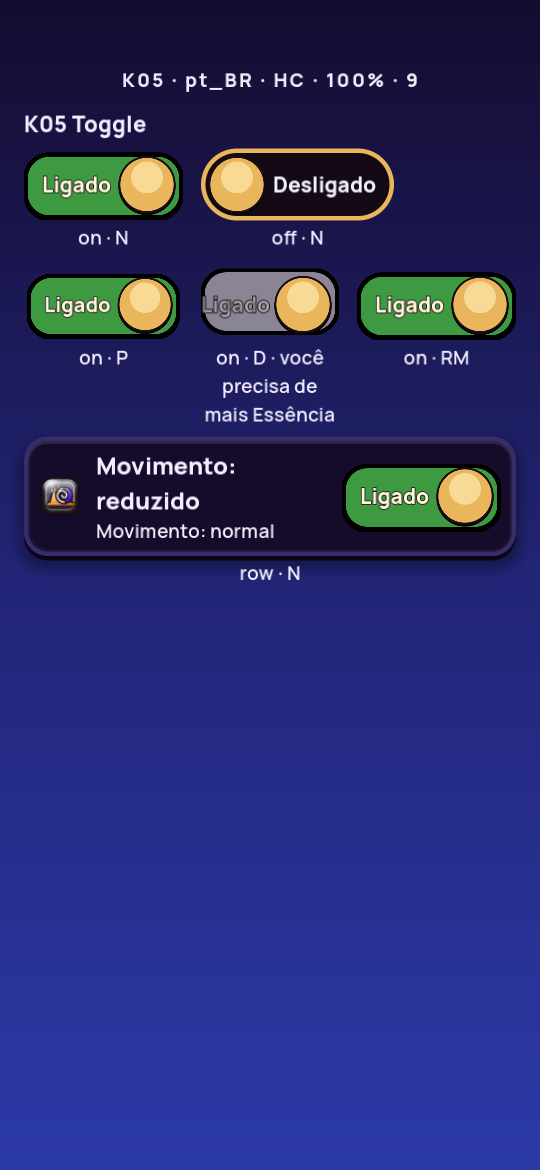 K05 · pt_BR · HC · 100% · 9
K05 Toggle
Ligado
Desligado
on · N
off · N
Ligado
Ligado
Ligado
on · P
on · D · você
precisa de
mais Essência
on · RM
Movimento:
reduzido
Movimento: normal
Ligado
row · N